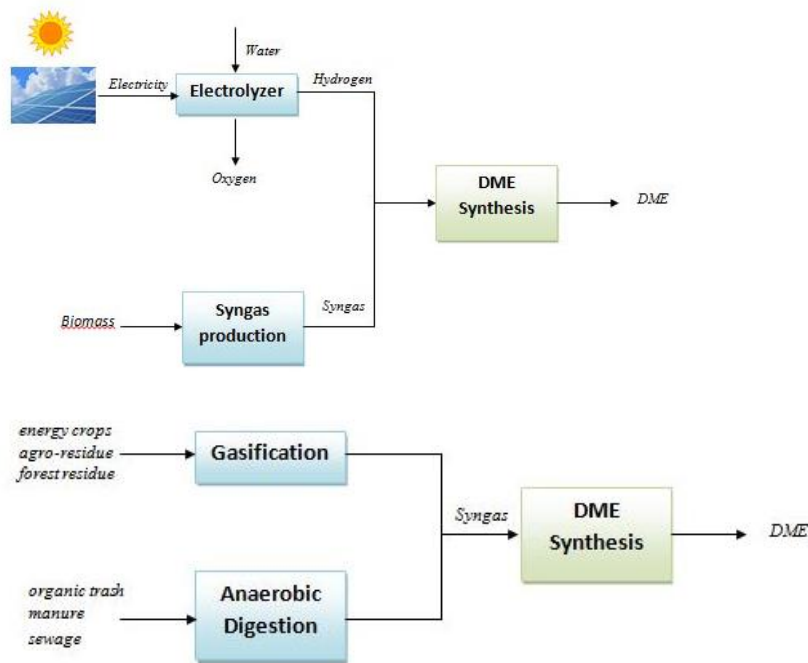 Water
Electricity
Electrolyzer
Hydrogen
Oxygen
DME
Synthesis
DME
Biomass
Syngas
production
Syngas
energy crops
agro-residue
forest residue
Gasification
Syngas
DME
Synthesis
DME
organic trash
manure
sewage
Anaerobic
Digestion